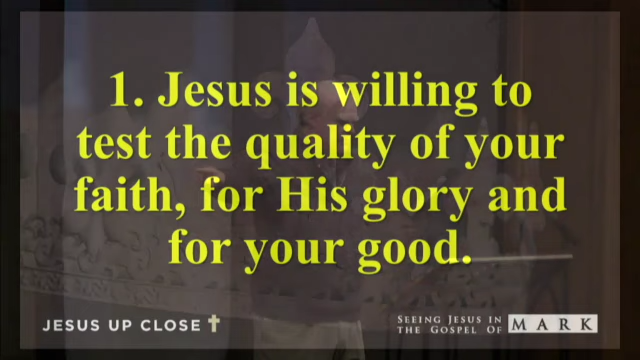 1. Jesus is willing to
test the quality of your
faith, for His glory and
for your good.
JESUS UP CLOSE
SEEING JESUS IN
THE GOSPEL OF MARK